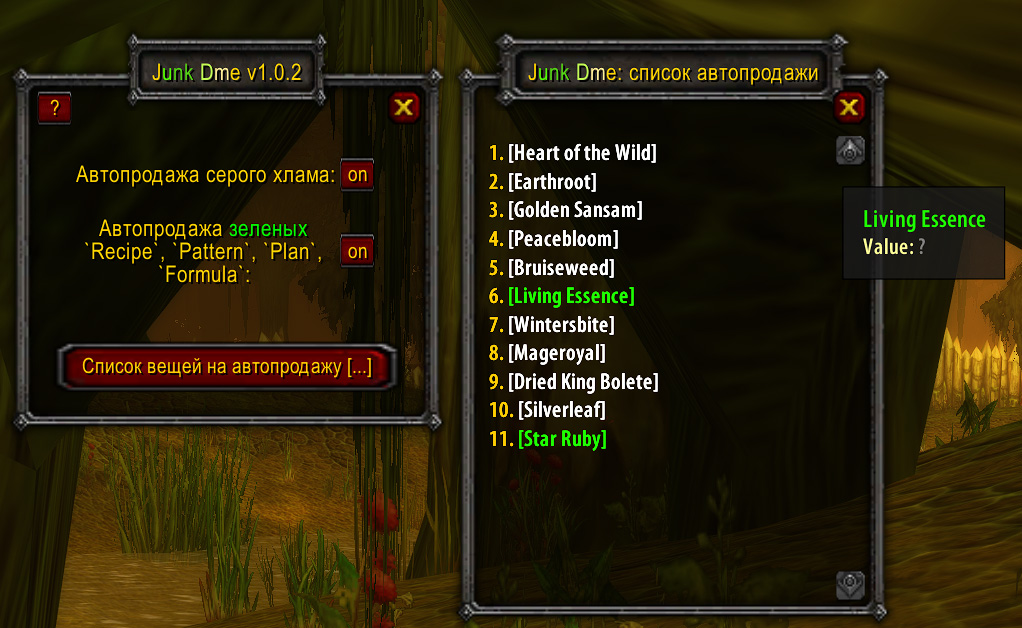 Junk Dme v1.0.2
?
X
Автопродажа серого хлама: on
Автопродажа зеленых
`Recipe`, `Pattern`, `Plan`, on
`Formula`:
Список вещей на автопродажу [...]
Junk Dme: список автопродажи
X
1. [Heart of the Wild]
2. [Earthroot]
3. [Golden Sansam]
4. [Peacebloom]
5. [Bruiseweed]
6. [Living Essence]
7. [Wintersbite]
8. [Mageroyal]
9. [Dried King Bolete]
10. [Silverleaf]
11. [Star Ruby]
Living Essence
Value: ?